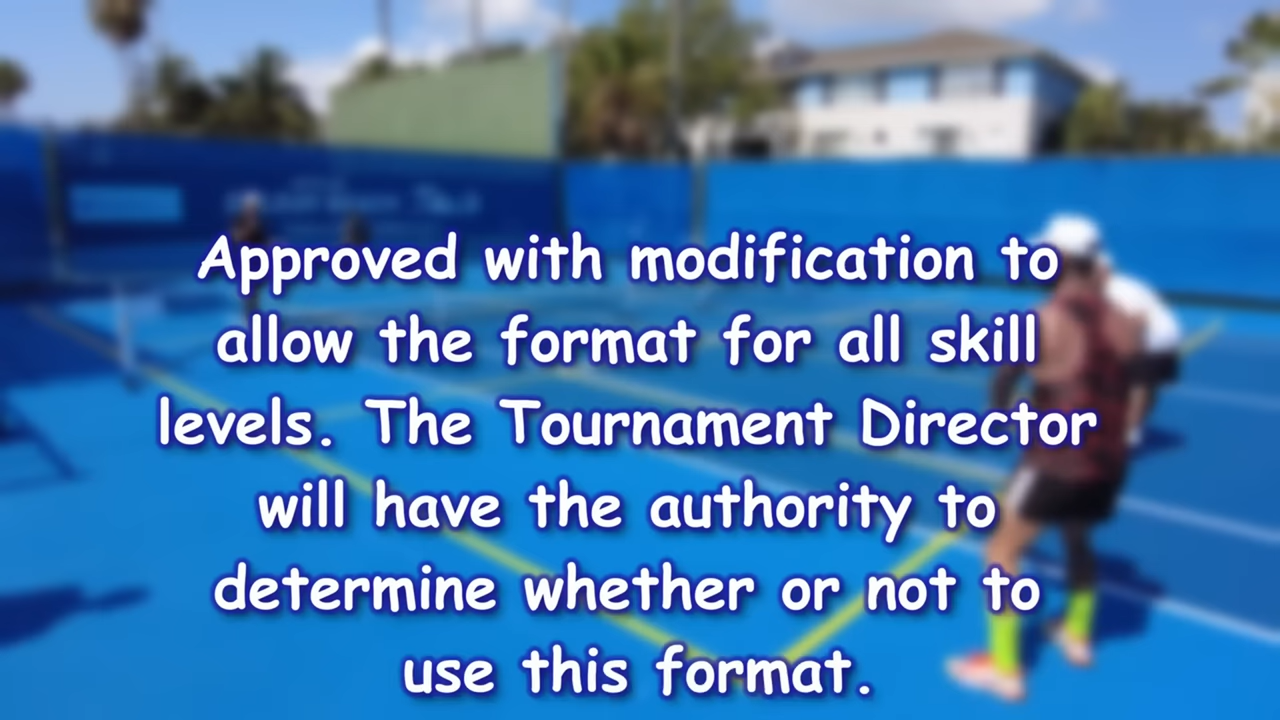 Approved with modification to
allow the format for all skill
levels. The Tournament Director
will have the authority to
determine whether or not to
use this format.